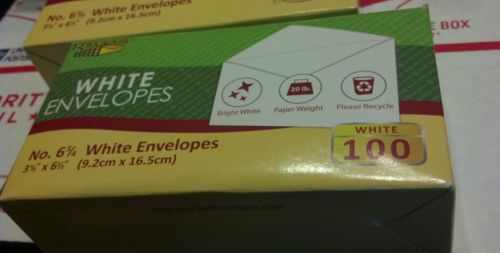 No. 6¾ White Envelopes
3⅝" x 6½" (9.2cm x 16.5cm)
BOX
WHITE
ENVELOPES
Bright White
20 lb.
Paper Weight
Please Recycle
WHITE
100
No. 6¾ White Envelopes
3⅝" x 6½" (9.2cm x 16.5cm)